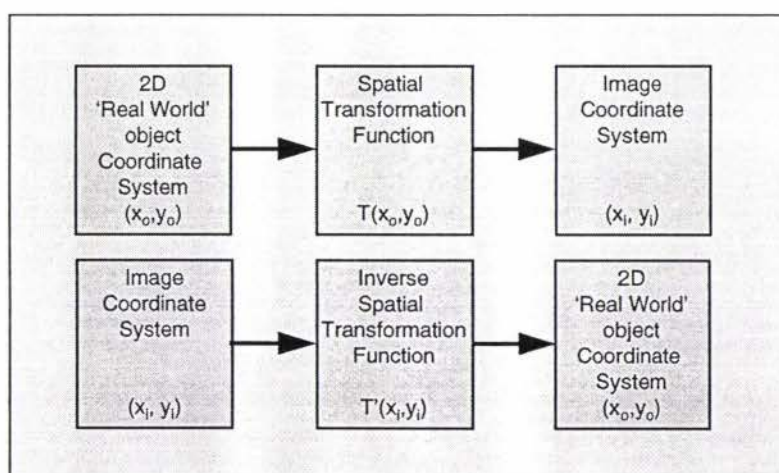 2D
'Real World'
object
Coordinate
System
(xₒ,yₒ)
Spatial
Transformation
Function
T(xₒ,yₒ)
Image
Coordinate
System
(xᵢ, yᵢ)
Image
Coordinate
System
(xᵢ, yᵢ)
Inverse
Spatial
Transformation
Function
T'(xᵢ,yᵢ)
2D
'Real World'
object
Coordinate
System
(xₒ,yₒ)